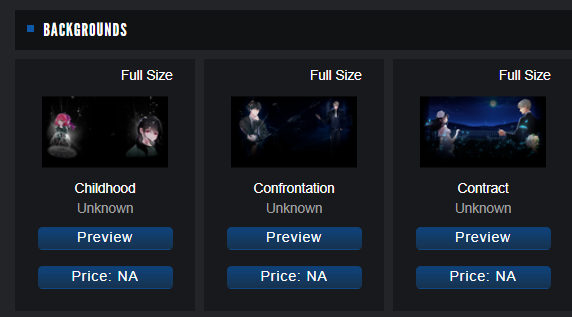 BACKGROUNDS
Full Size
Childhood
Unknown
Preview
Price: NA
Full Size
Confrontation
Unknown
Preview
Price: NA
Full Size
Contract
Unknown
Preview
Price: NA